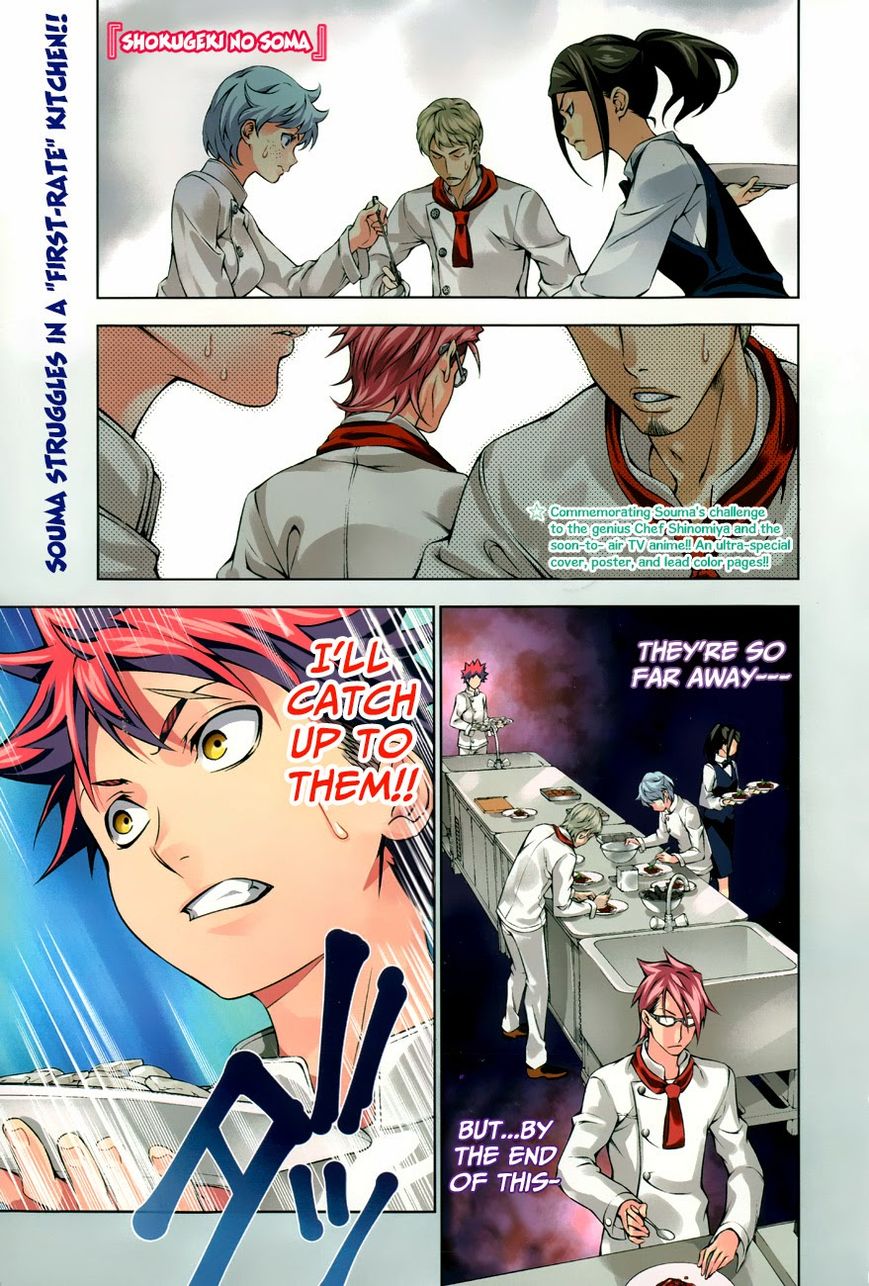 SOUMA STRUGGLES IN A "FIRST-RATE" KITCHEN!!
『SHOKUGEKI NO SOMA』
☆Commemorating Souma's challenge
to the genius Chef Shinomiya and the
soon-to- air TV anime!! An ultra-special
cover, poster, and lead color pages!!
THEY'RE SO
FAR AWAY---
BUT...BY
THE END
OF THIS-
I'LL
CATCH
UP TO
THEM!!
ダッ!!